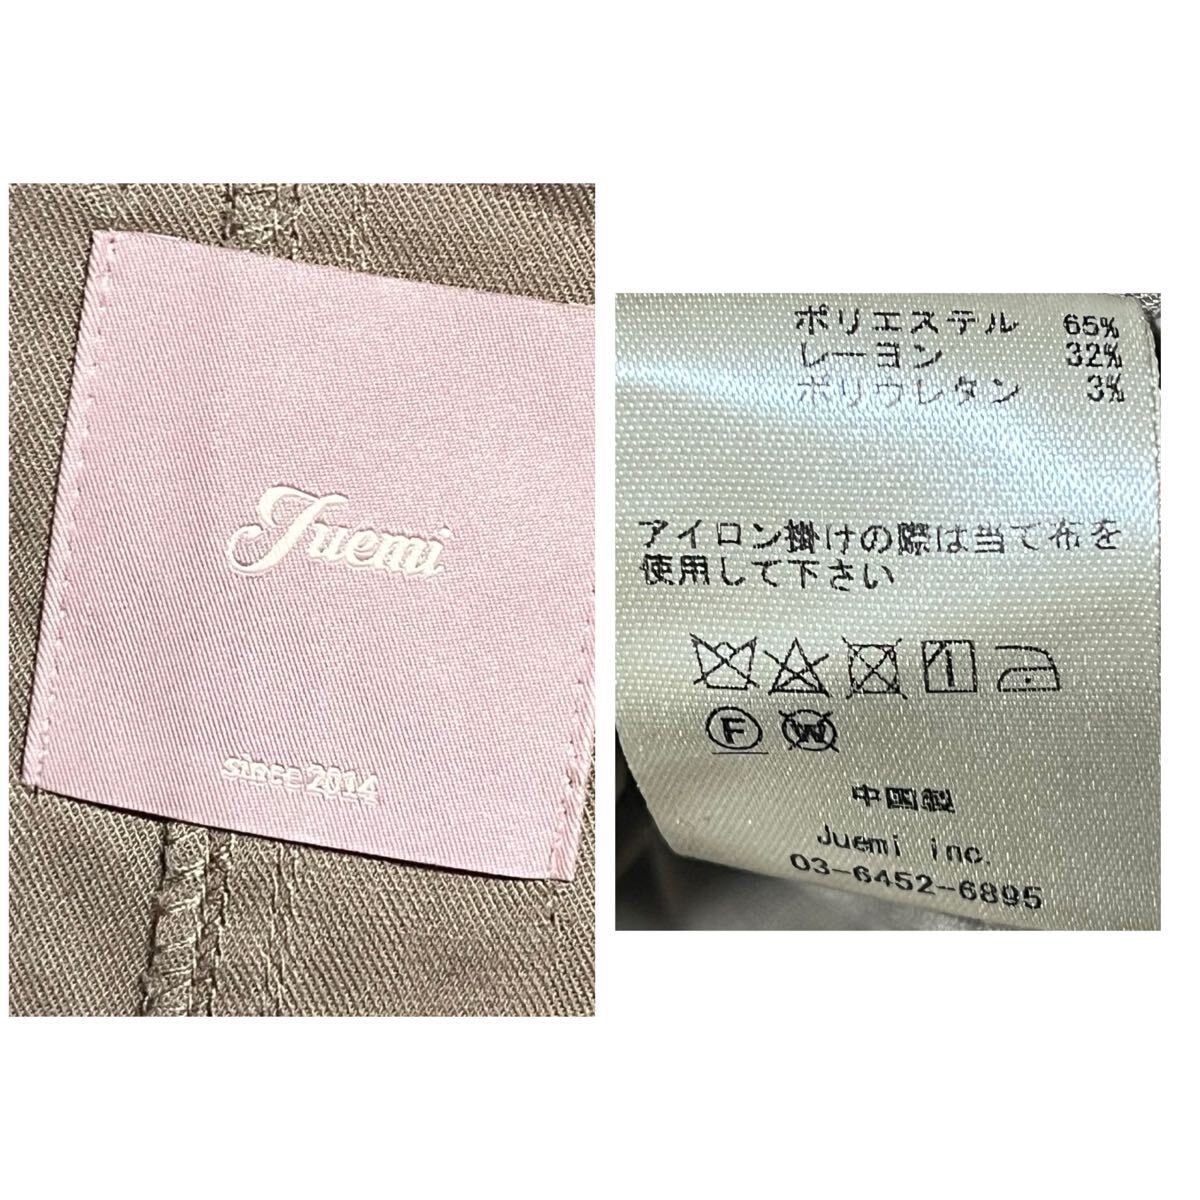 Juemi
since 2014
ポリエステル 65%
レーヨン 32%
ポリウレタン 3%
アイロン掛けの際は当て布を
使用して下さい
F W
中国製
Juemi inc.
03-6452-6895